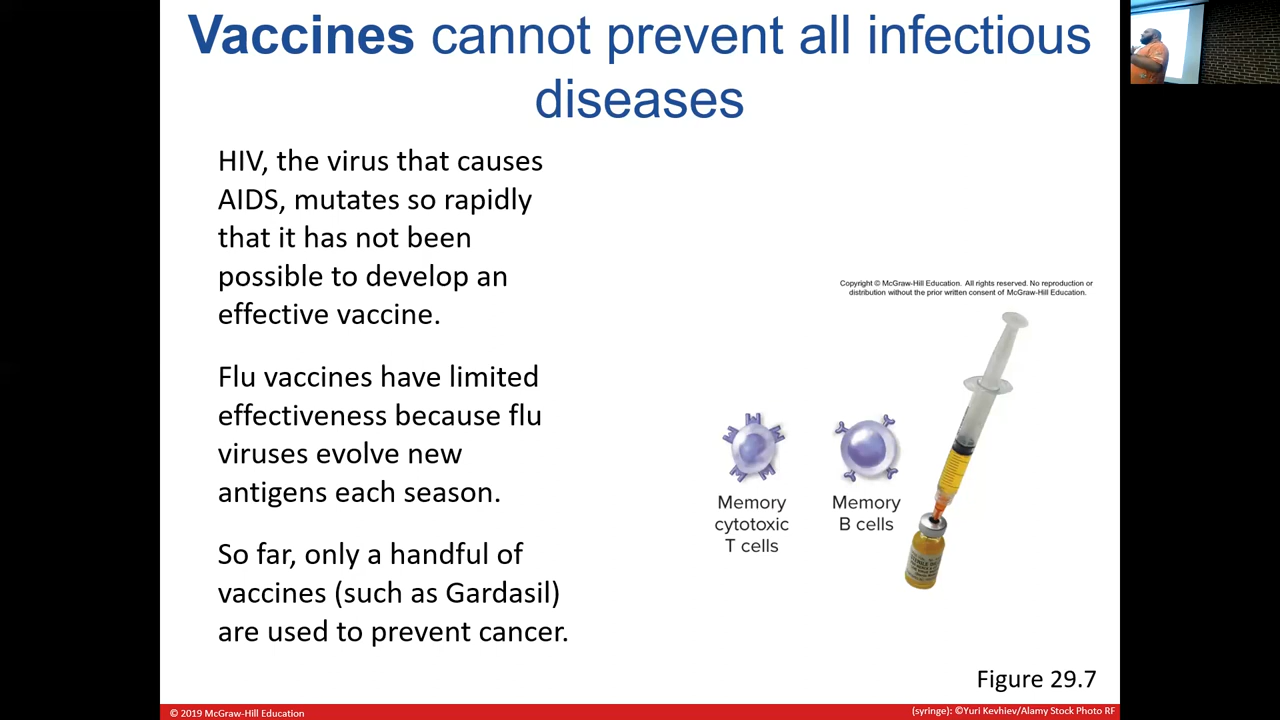 Vaccines cannot prevent all infectious
diseases
HIV, the virus that causes
AIDS, mutates so rapidly
that it has not been
possible to develop an
effective vaccine.
Flu vaccines have limited
effectiveness because flu
viruses evolve new
antigens each season.
So far, only a handful of
vaccines (such as Gardasil)
are used to prevent cancer.
Copyright © McGraw-Hill Education. All rights reserved. No reproduction or
distribution without the prior written consent of McGraw-Hill Education.
Memory
cytotoxic
T cells
Memory
B cells
Figure 29.7
© 2019 McGraw-Hill Education
(syringe): ©Yuri Kevhiev/Alamy Stock Photo RF